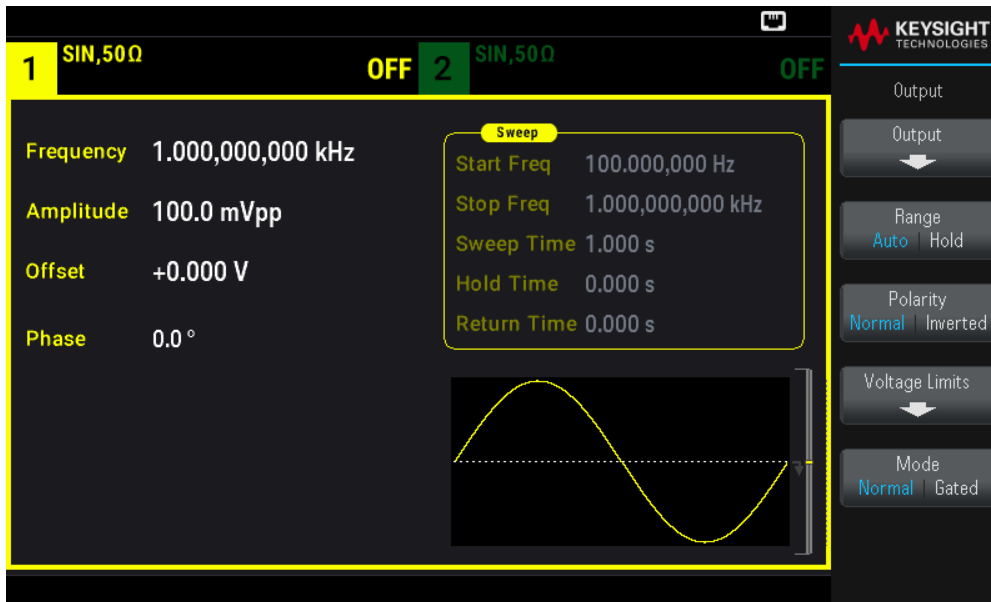 1 SIN,50Ω OFF 2 SIN,50Ω OFF
Frequency 1.000,000,000 kHz
Amplitude 100.0 mVpp
Offset +0.000 V
Phase 0.0 °
Sweep
Start Freq 100.000,000 Hz
Stop Freq 1.000,000,000 kHz
Sweep Time 1.000 s
Hold Time 0.000 s
Return Time 0.000 s
KEYSIGHT
TECHNOLOGIES
Output
Output
Range
Auto | Hold
Polarity
Normal | Inverted
Voltage Limits
Mode
Normal | Gated